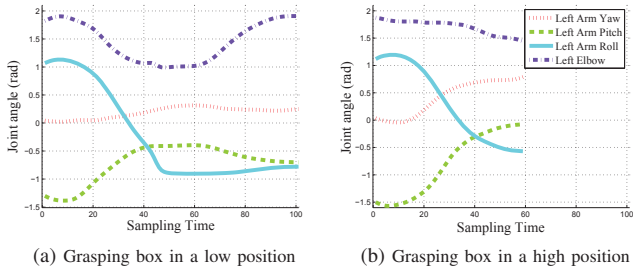 2
1.5
1
0.5
0
−0.5
−1
−1.5
0
20
40
60
80
100
Joint angle (rad)
Sampling Time
(a) Grasping box in a low position
2
1.5
1
0.5
0
−0.5
−1
−1.5
0
20
40
60
80
100
Joint angle (rad)
Sampling Time
Left Arm Yaw
Left Arm Pitch
Left Arm Roll
Left Elbow
(b) Grasping box in a high position